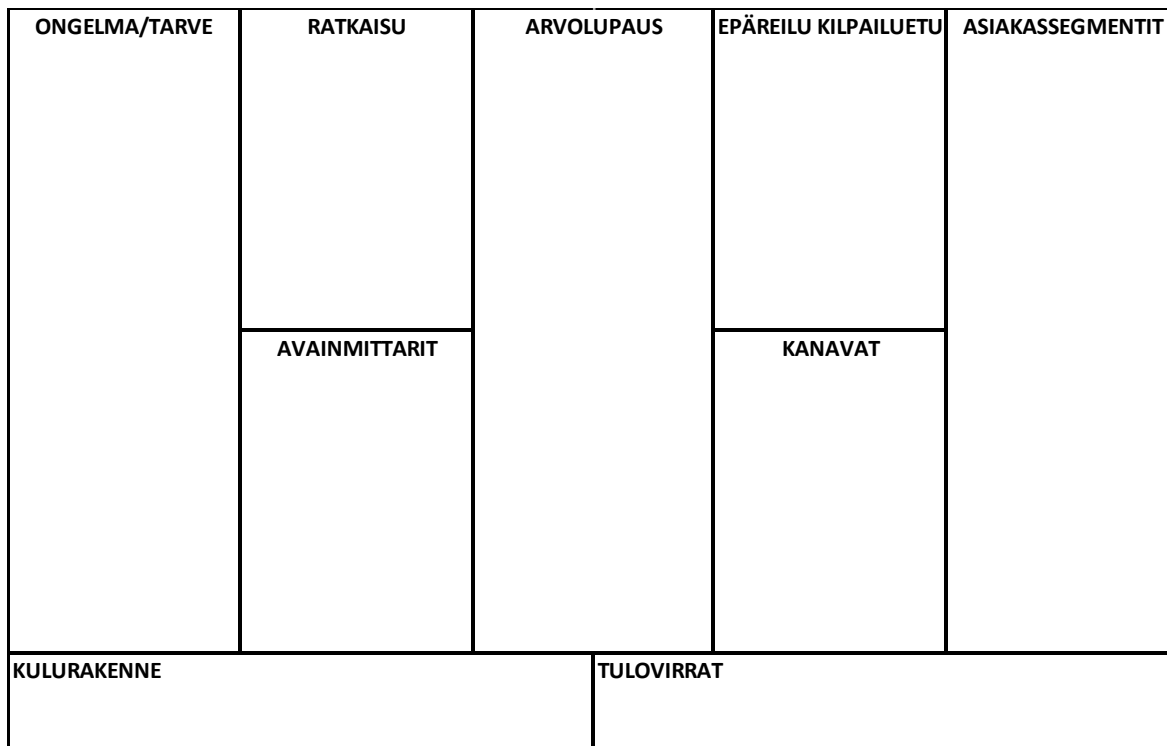 ONGELMA/TARVE
RATKAISU
ARVOLUPAUS
EPÄREILU KILPAILUETU
ASIAKASSEGMENTIT
AVAINMITTARIT
KANAVAT
KULURAKENNE
TULOVIRRAT